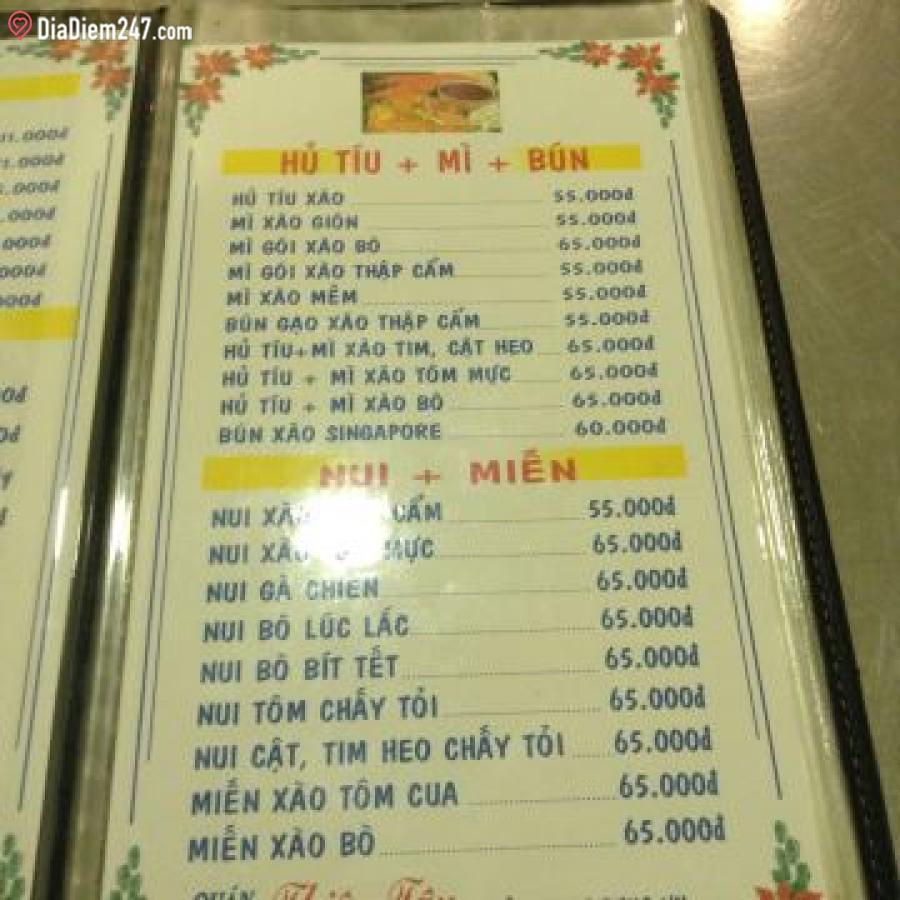 DiaDiem247.com
HỦ TÍU + MÌ + BÚN
HỦ TÍU XÀO 55.000đ
MÌ XÀO GIÒN 55.000đ
MÌ GÓI XÀO BÒ 65.000đ
MÌ GÓI XÀO THẬP CẨM 55.000đ
MÌ XÀO MỀM 55.000đ
BÚN GẠO XÀO THẬP CẨM 55.000đ
HỦ TÍU+MÌ XÀO TIM, CẬT HEO 65.000đ
HỦ TÍU + MÌ XÀO TÔM MỰC 65.000đ
HỦ TÍU + MÌ XÀO BÒ 65.000đ
BÚN XÀO SINGAPORE 60.000đ
NUI + MIẾN
NUI XÀO CẨM 55.000đ
NUI XÀO MỰC 65.000đ
NUI GÀ CHIÊN 65.000đ
NUI BÒ LÚC LẮC 65.000đ
NUI BÒ BÍT TẾT 65.000đ
NUI TÔM CHẤY TỎI 65.000đ
NUI CẬT, TIM HEO CHẤY TỎI 65.000đ
MIẾN XÀO TÔM CUA 65.000đ
MIẾN XÀO BÒ 65.000đ
QUÁN